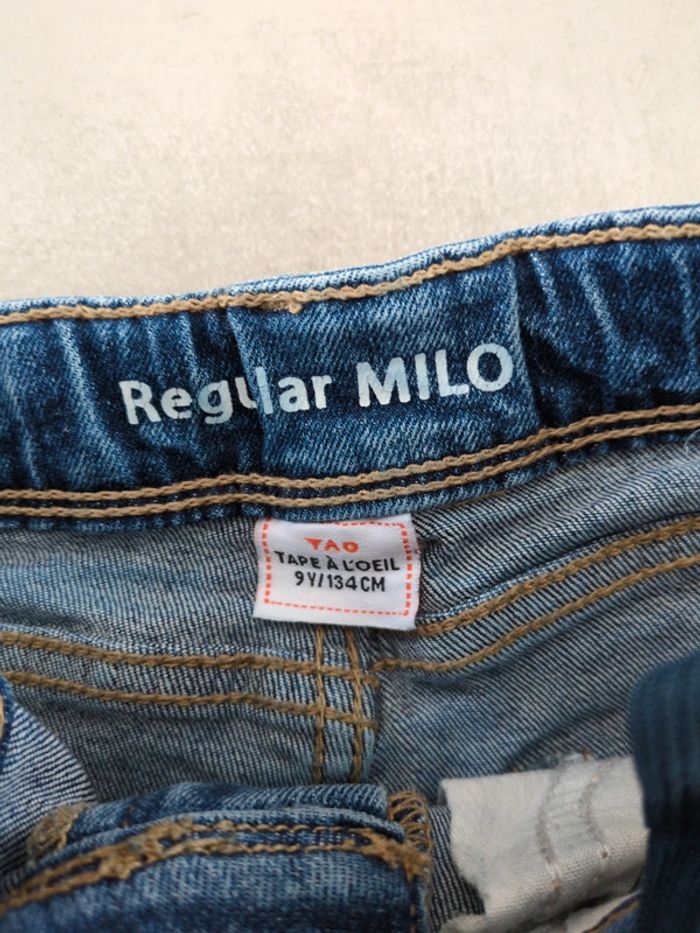 Regular MILO
TAO
TAPE À L'OEIL
9Y/134CM